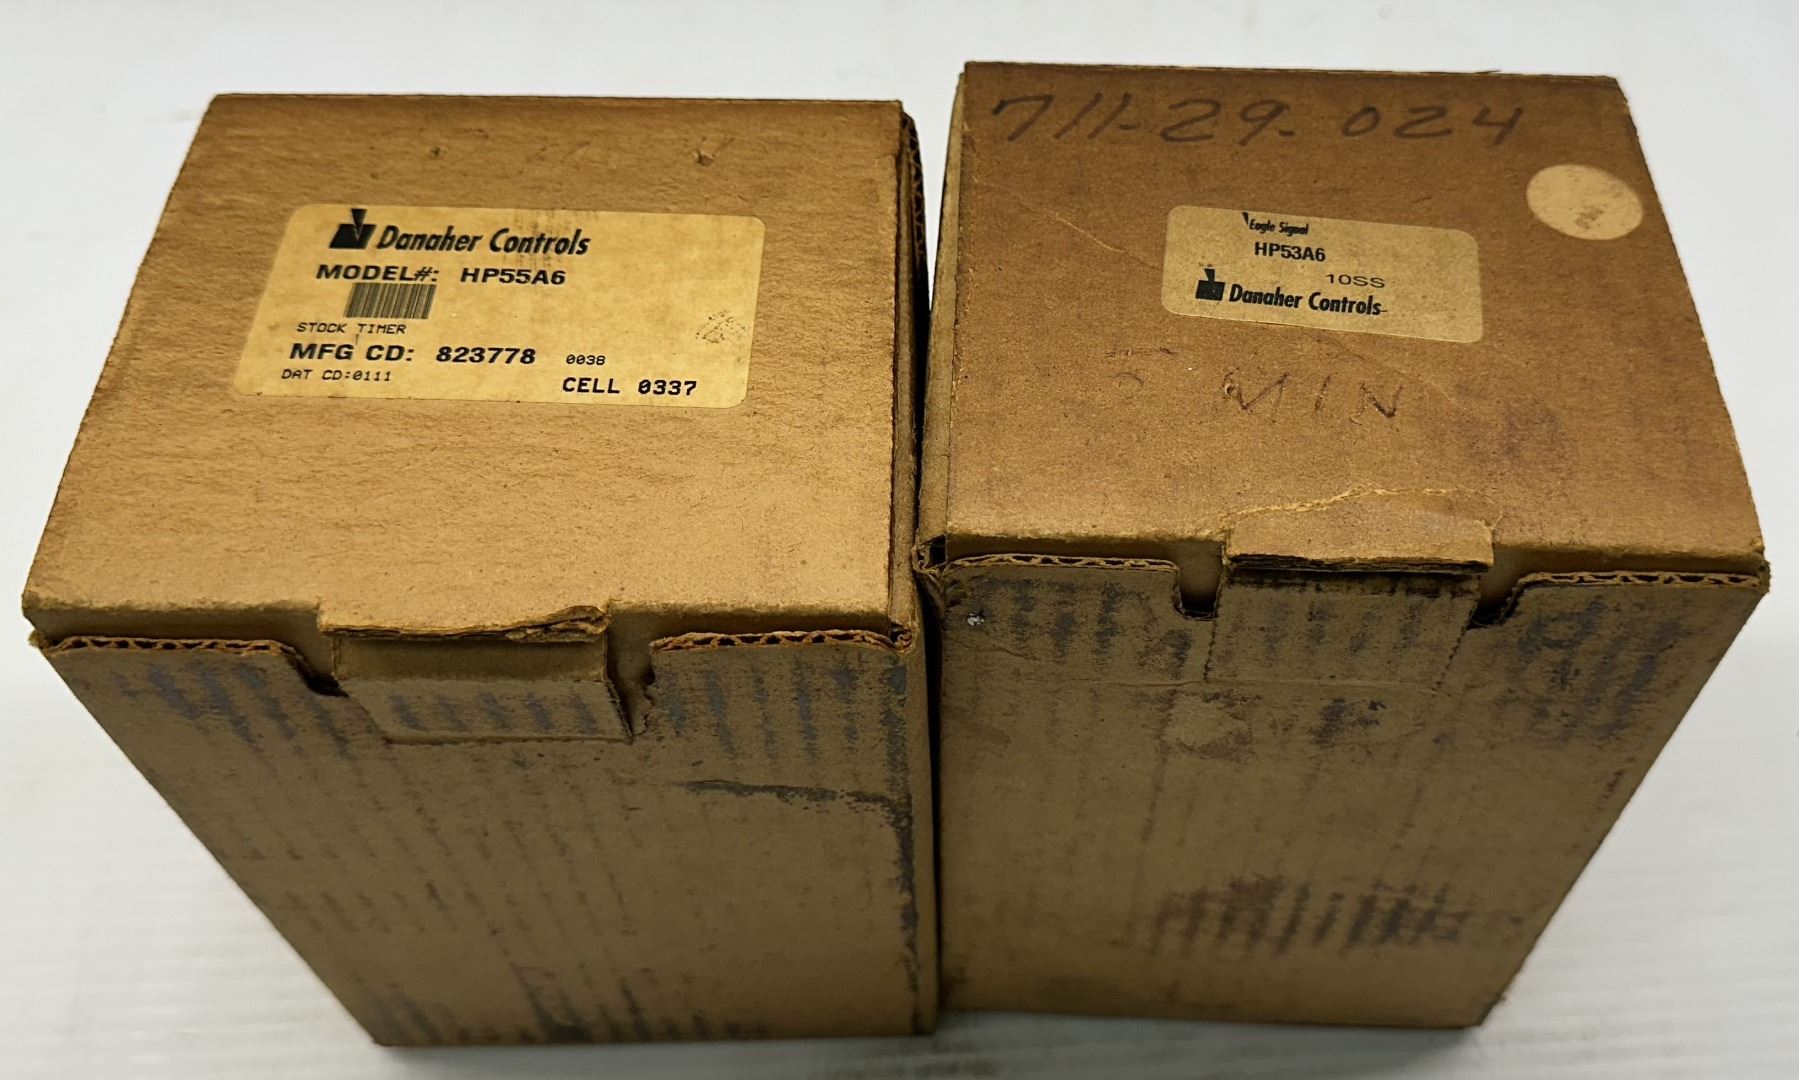 Danaher Controls
MODEL#: HP55A6
STOCK TIMER
MFG CD: 823778 0038
DAT CD:0111
CELL 0337
711-29-024
Eagle Signal
HP53A6
10SS
Danaher Controls
5 MIN